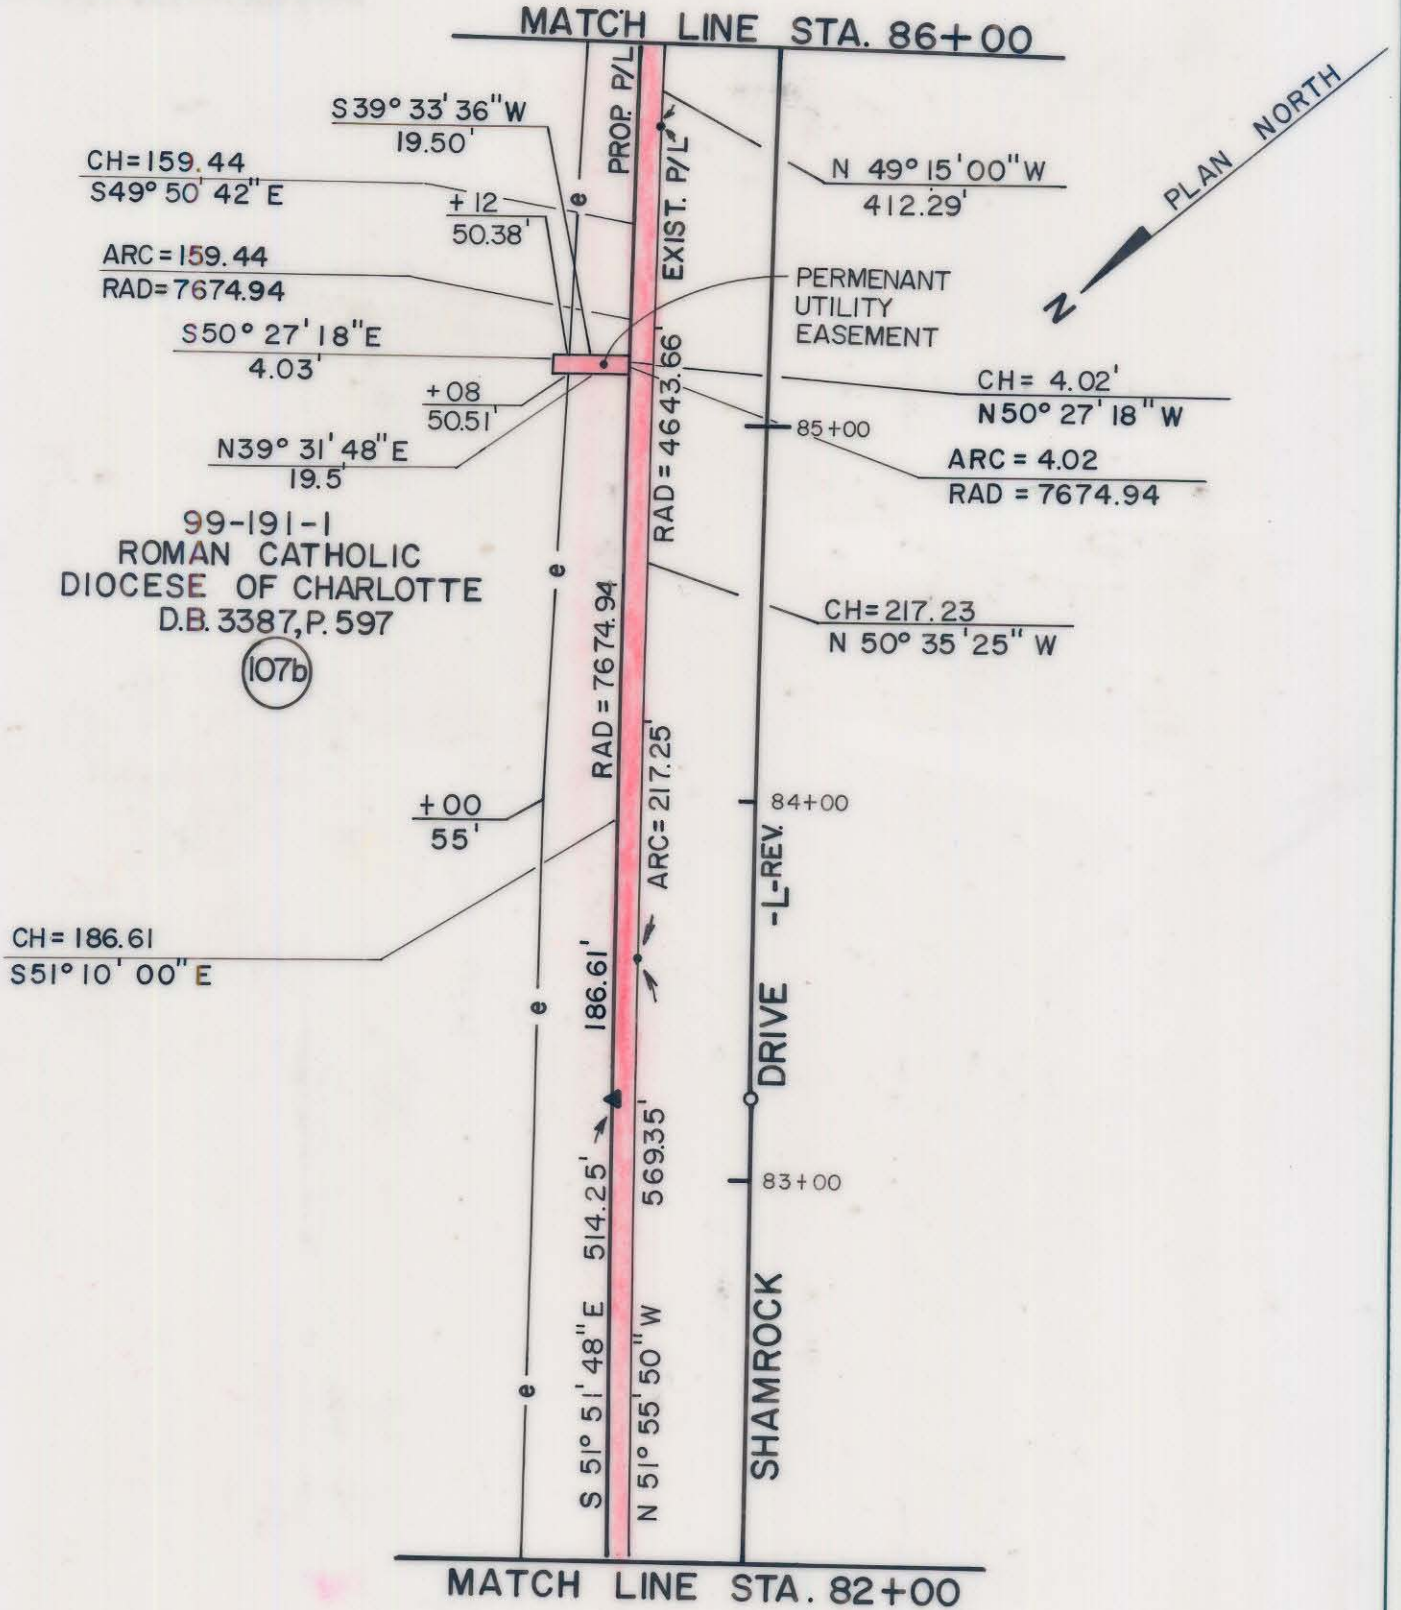 MATCH LINE STA. 86+00
PLAN NORTH
N
PROP. P/L
EXIST. P/L
S39° 33' 36"W
19.50'
CH=159.44
S49° 50' 42"E
+12
50.38'
N 49° 15' 00"W
412.29'
ARC=159.44
RAD=7674.94
PERMENANT
UTILITY
EASEMENT
S50° 27' 18"E
4.03'
+08
50.51'
N39° 31' 48"E
19.5'
CH= 4.02'
N50° 27' 18"W
85+00
ARC = 4.02
RAD = 7674.94
RAD = 4643.66'
99-191-1
ROMAN CATHOLIC
DIOCESE OF CHARLOTTE
D.B. 3387, P. 597
107b
CH=217.23
N 50° 35' 25" W
RAD = 7674.94
ARC=217.25'
+00
55'
84+00
CH=186.61
S51° 10' 00"E
186.61'
83+00
S 51° 51' 48"E 514.25'
N 51° 55' 50"W 569.35'
SHAMROCK DRIVE -L-REV.
e
e
e
e
MATCH LINE STA. 82+00